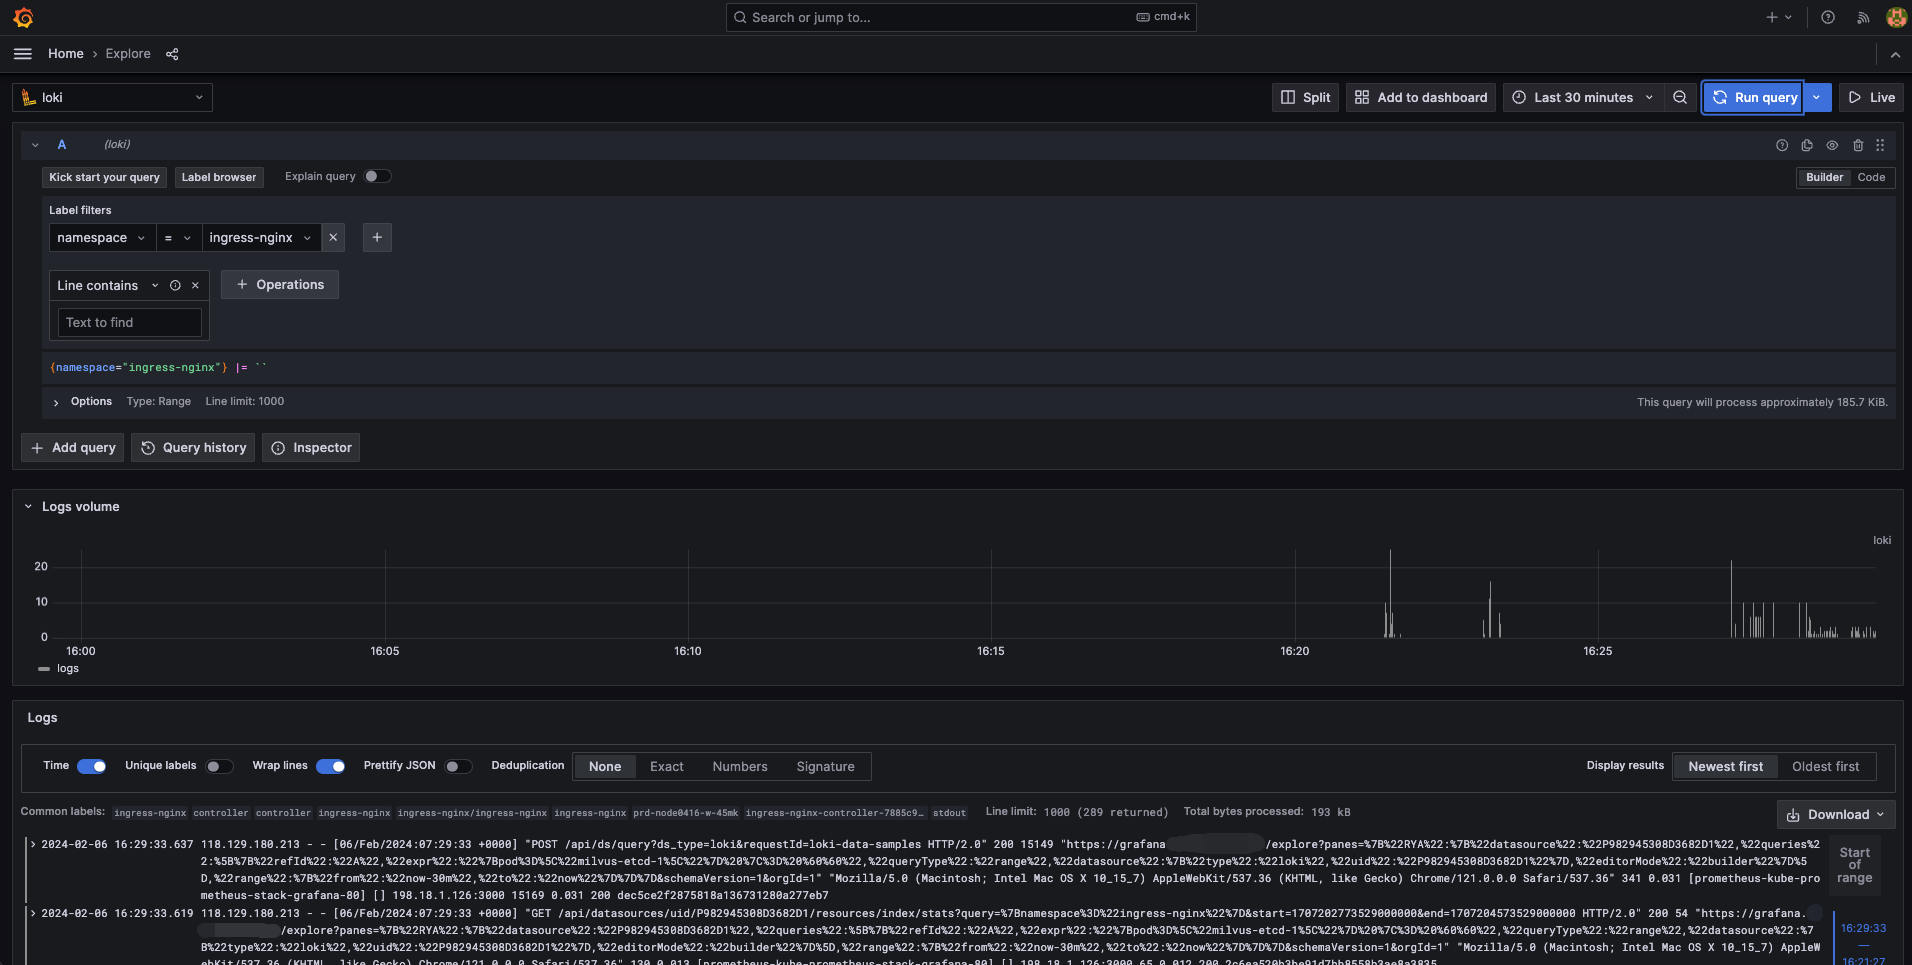 Search or jump to... cmd+k
Home › Explore
loki Split Add to dashboard Last 30 minutes Run query Live
A (loki)
Kick start your query Label browser Explain query Builder Code
Label filters
namespace = ingress-nginx
Line contains + Operations
Text to find
{namespace="ingress-nginx"} |= ``
Options Type: Range Line limit: 1000 This query will process approximately 185.7 KiB.
+ Add query Query history Inspector
Logs volume
loki
20
10
0
16:00 16:05 16:10 16:15 16:20 16:25
logs
Logs
Time Unique labels Wrap lines Prettify JSON Deduplication None Exact Numbers Signature Display results Newest first Oldest first
Common labels: ingress-nginx controller controller ingress-nginx ingress-nginx/ingress-nginx ingress-nginx prd-node0416-w-45mk ingress-nginx-controller-7885c9… stdout Line limit: 1000 (289 returned) Total bytes processed: 193 kB Download
2024-02-06 16:29:33.637 118.129.180.213 - - [06/Feb/2024:07:29:33 +0000] "POST /api/ds/query?ds_type=loki&requestId=loki-data-samples HTTP/2.0" 200 15149 "https://grafana /explore?panes=%7B%22RYA%22:%7B%22datasource%22:%22P982945308D3682D1%22,%22queries%2
2:%5B%7B%22refId%22:%22A%22,%22expr%22:%22%7Bpod%3D%5C%22milvus-etcd-1%5C%22%7D%20%7C%3D%20%60%60%22,%22queryType%22:%22range%22,%22datasource%22:%7B%22type%22:%22loki%22,%22uid%22:%22P982945308D3682D1%22%7D,%22editorMode%22:%22builder%22%7D%5
D,%22range%22:%7B%22from%22:%22now-30m%22,%22to%22:%22now%22%7D%7D%7D&schemaVersion=1&orgId=1" "Mozilla/5.0 (Macintosh; Intel Mac OS X 10_15_7) AppleWebKit/537.36 (KHTML, like Gecko) Chrome/121.0.0.0 Safari/537.36" 341 0.031 [prometheus-kube-pro
metheus-stack-grafana-80] [] 198.18.1.126:3000 15169 0.031 200 dec5ce2f2875818a136731280a277eb7
Start
of
range
2024-02-06 16:29:33.619 118.129.180.213 - - [06/Feb/2024:07:29:33 +0000] "GET /api/datasources/uid/P982945308D3682D1/resources/index/stats?query=%7Bnamespace%3D%22ingress-nginx%22%7D&start=1707202773529000000&end=1707204573529000000 HTTP/2.0" 200 54 "https://grafana.
/explore?panes=%7B%22RYA%22:%7B%22datasource%22:%22P982945308D3682D1%22,%22queries%22:%5B%7B%22refId%22:%22A%22,%22expr%22:%22%7Bpod%3D%5C%22milvus-etcd-1%5C%22%7D%20%7C%3D%20%60%60%22,%22queryType%22:%22range%22,%22datasource%22:%7
B%22type%22:%22loki%22,%22uid%22:%22P982945308D3682D1%22%7D,%22editorMode%22:%22builder%22%7D%5D,%22range%22:%7B%22from%22:%22now-30m%22,%22to%22:%22now%22%7D%7D%7D&schemaVersion=1&orgId=1" "Mozilla/5.0 (Macintosh; Intel Mac OS X 10_15_7) AppleW
ebKit/537.36 (KHTML, like Gecko) Chrome/121.0.0.0 Safari/537.36" 130 0.013 [prometheus-kube-prometheus-stack-grafana-80] [] 198.18.1.126:3000 65 0.012 200
16:29:33
—
16:21:27